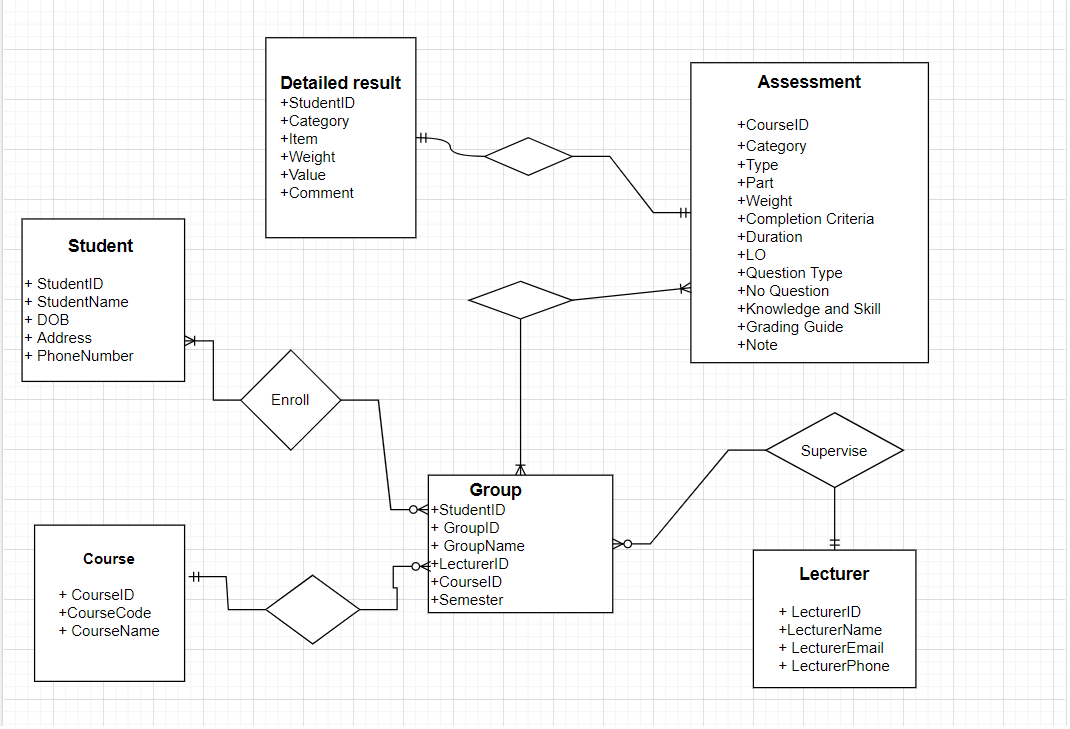 Detailed result
+StudentID
+Category
+Item
+Weight
+Value
+Comment
Assessment
+CourseID
+Category
+Type
+Part
+Weight
+Completion Criteria
+Duration
+LO
+Question Type
+No Question
+Knowledge and Skill
+Grading Guide
+Note
Student
+ StudentID
+ StudentName
+ DOB
+ Address
+ PhoneNumber
Enroll
Supervise
Group
+StudentID
+ GroupID
+ GroupName
+LecturerID
+CourseID
+Semester
Course
+ CourseID
+CourseCode
+ CourseName
Lecturer
+ LecturerID
+LecturerName
+ LecturerEmail
+ LecturerPhone